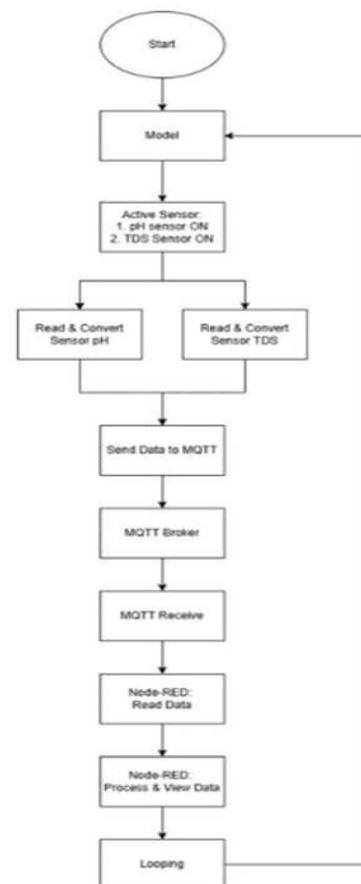 Start
Model
Active Sensor:
1. pH sensor ON
2. TDS Sensor ON
Read & Convert
Sensor pH
Read & Convert
Sensor TDS
Send Data to MQTT
MQTT Broker
MQTT Receive
Node-RED:
Read Data
Node-RED:
Process & View Data
Looping